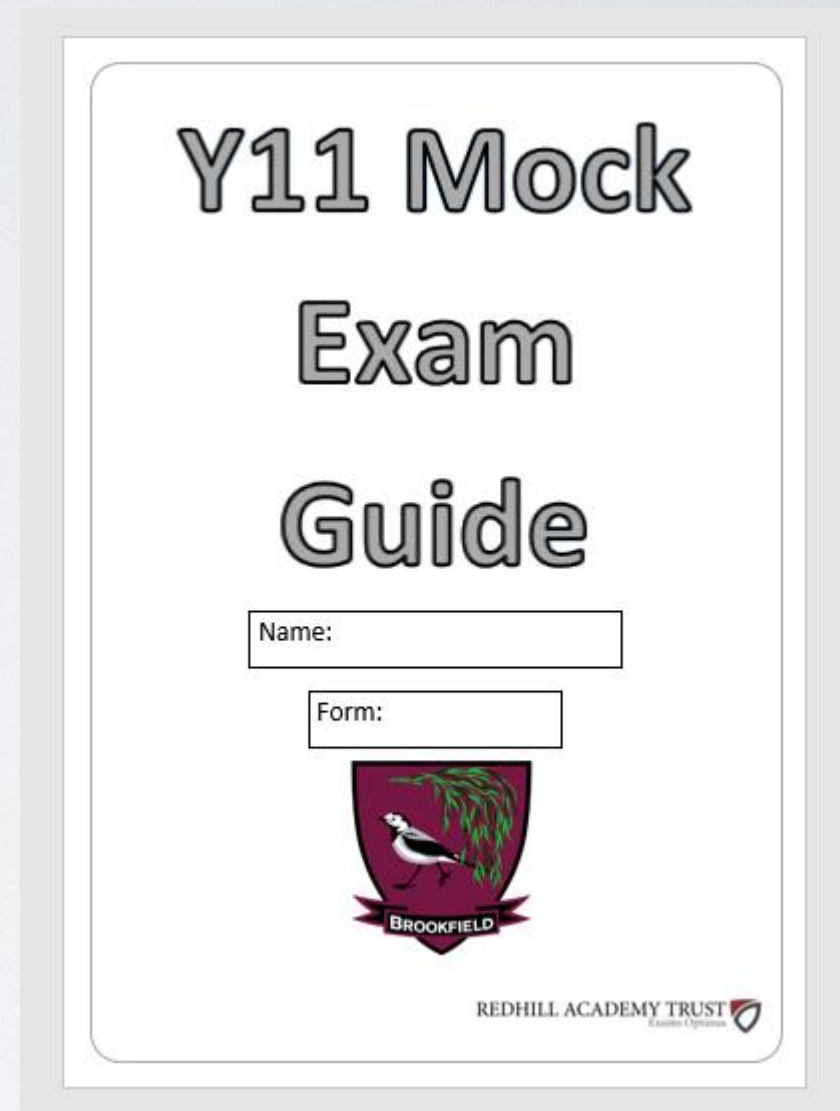 Y11 Mock
Exam
Guide
Name:
Form:
BROOKFIELD
REDHILL ACADEMY TRUST